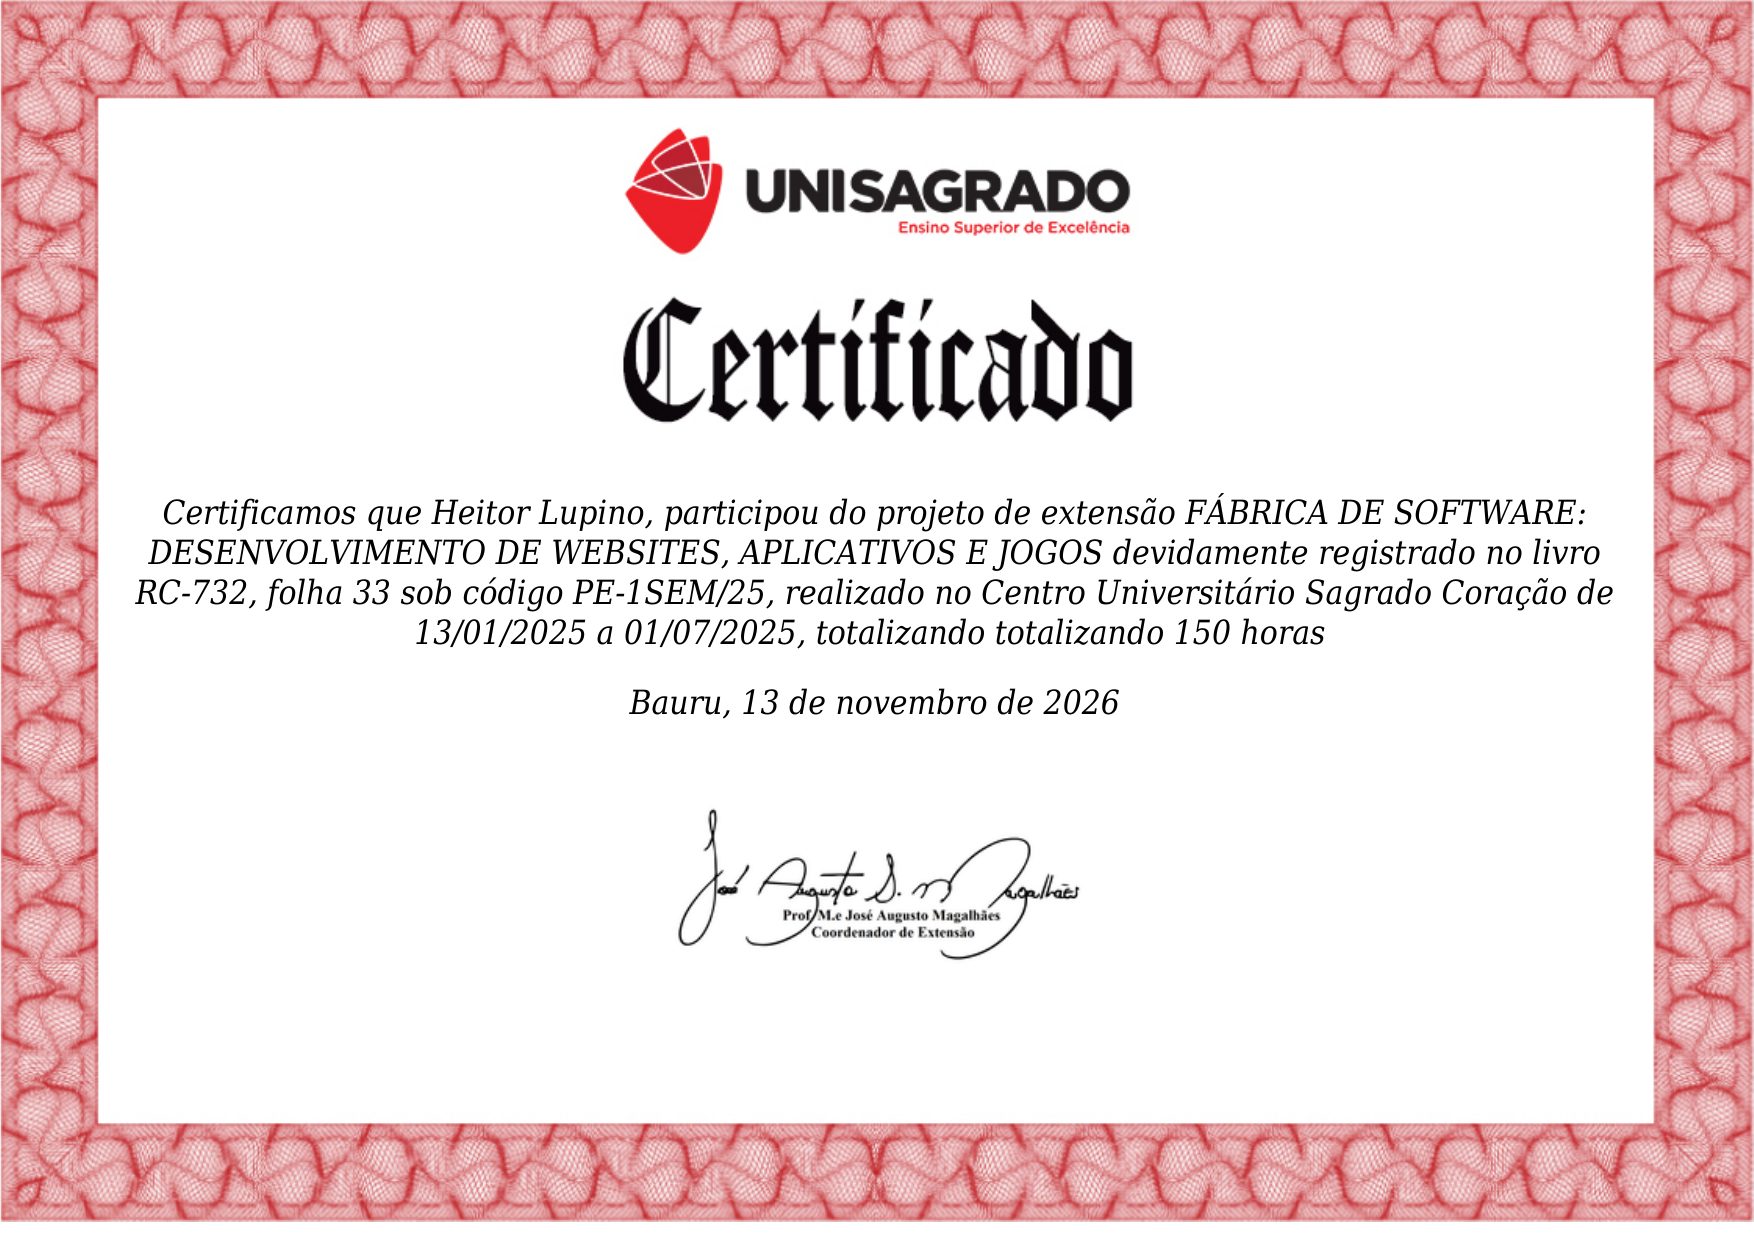 UNISAGRADO
Ensino Superior de Excelência
Certificado
Certificamos que Heitor Lupino, participou do projeto de extensão FÁBRICA DE SOFTWARE:
DESENVOLVIMENTO DE WEBSITES, APLICATIVOS E JOGOS devidamente registrado no livro
RC-732, folha 33 sob código PE-1SEM/25, realizado no Centro Universitário Sagrado Coração de
13/01/2025 a 01/07/2025, totalizando totalizando 150 horas
Bauru, 13 de novembro de 2026
José Augusto S. M Magalhães
Prof. M.e José Augusto Magalhães
Coordenador de Extensão